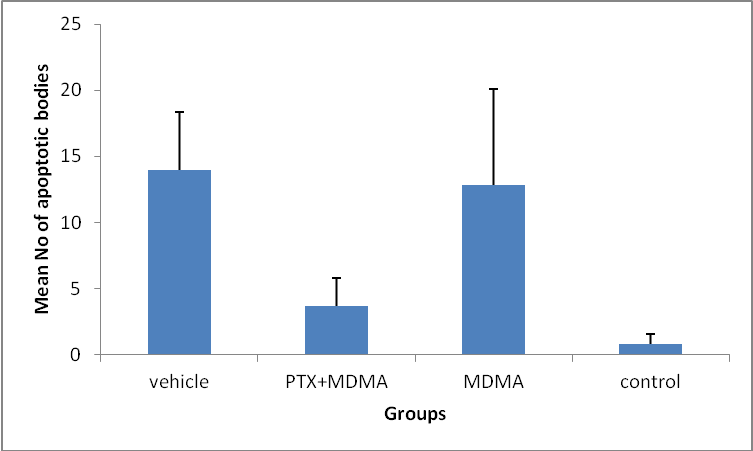 Mean No of apoptotic bodies
25
20
15
10
5
0
vehicle
PTX+MDMA
MDMA
control
Groups